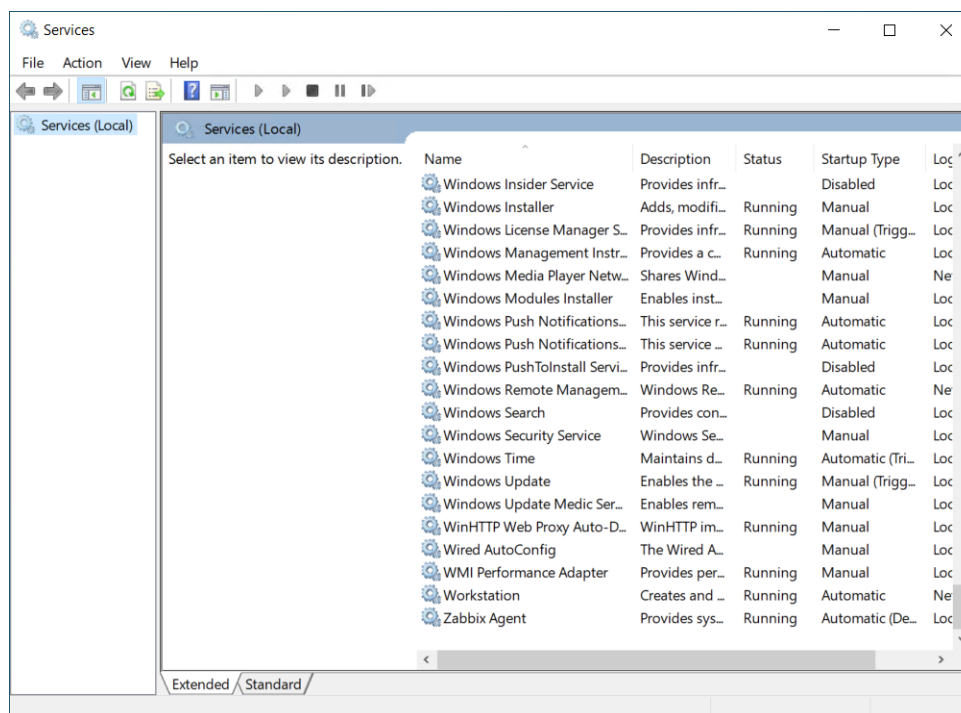 Services
File Action View Help
Services (Local)
Services (Local)
Select an item to view its description.
Name Description Status Startup Type Log
Windows Insider Service Provides infr... Disabled Loc
Windows Installer Adds, modifi... Running Manual Loc
Windows License Manager S... Provides infr... Running Manual (Trigg... Loc
Windows Management Instr... Provides a c... Running Automatic Loc
Windows Media Player Netw... Shares Wind... Manual Ne
Windows Modules Installer Enables inst... Manual Loc
Windows Push Notifications... This service r... Running Automatic Loc
Windows Push Notifications... This service ... Running Automatic Loc
Windows PushToInstall Servi... Provides infr... Disabled Loc
Windows Remote Managem... Windows Re... Running Automatic Ne
Windows Search Provides con... Disabled Loc
Windows Security Service Windows Se... Manual Loc
Windows Time Maintains d... Running Automatic (Tri... Loc
Windows Update Enables the ... Running Manual (Trigg... Loc
Windows Update Medic Ser... Enables rem... Manual Loc
WinHTTP Web Proxy Auto-D... WinHTTP im... Running Manual Loc
Wired AutoConfig The Wired A... Manual Loc
WMI Performance Adapter Provides per... Running Manual Loc
Workstation Creates and ... Running Automatic Ne
Zabbix Agent Provides sys... Running Automatic (De... Loc
Extended Standard